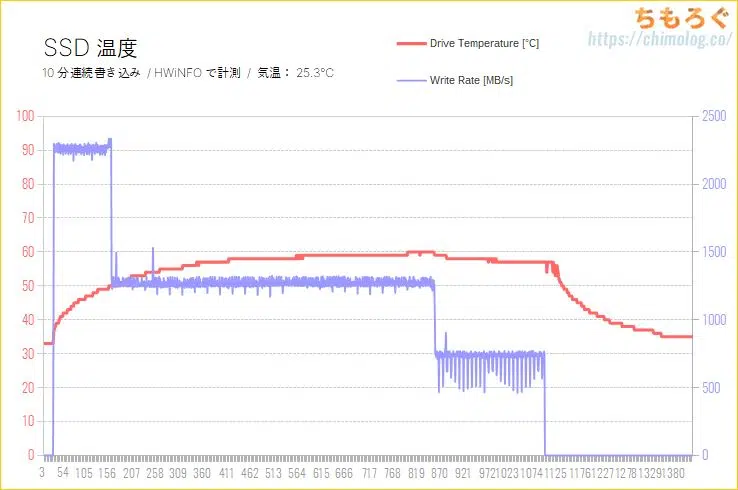 ちもろぐ
https://chimolog.co/
SSD 温度
10 分連続書き込み / HWiNFO で計測 / 気温： 25.3°C
Drive Temperature [°C]
Write Rate [MB/s]
100
90
80
70
60
50
40
30
20
10
0
2500
2000
1500
1000
500
0
3 54 105 156 207 258 309 360 411 462 513 564 615 666 717 768 819 870 921 972 1023 1074 1125 1176 1227 1278 1329 1380